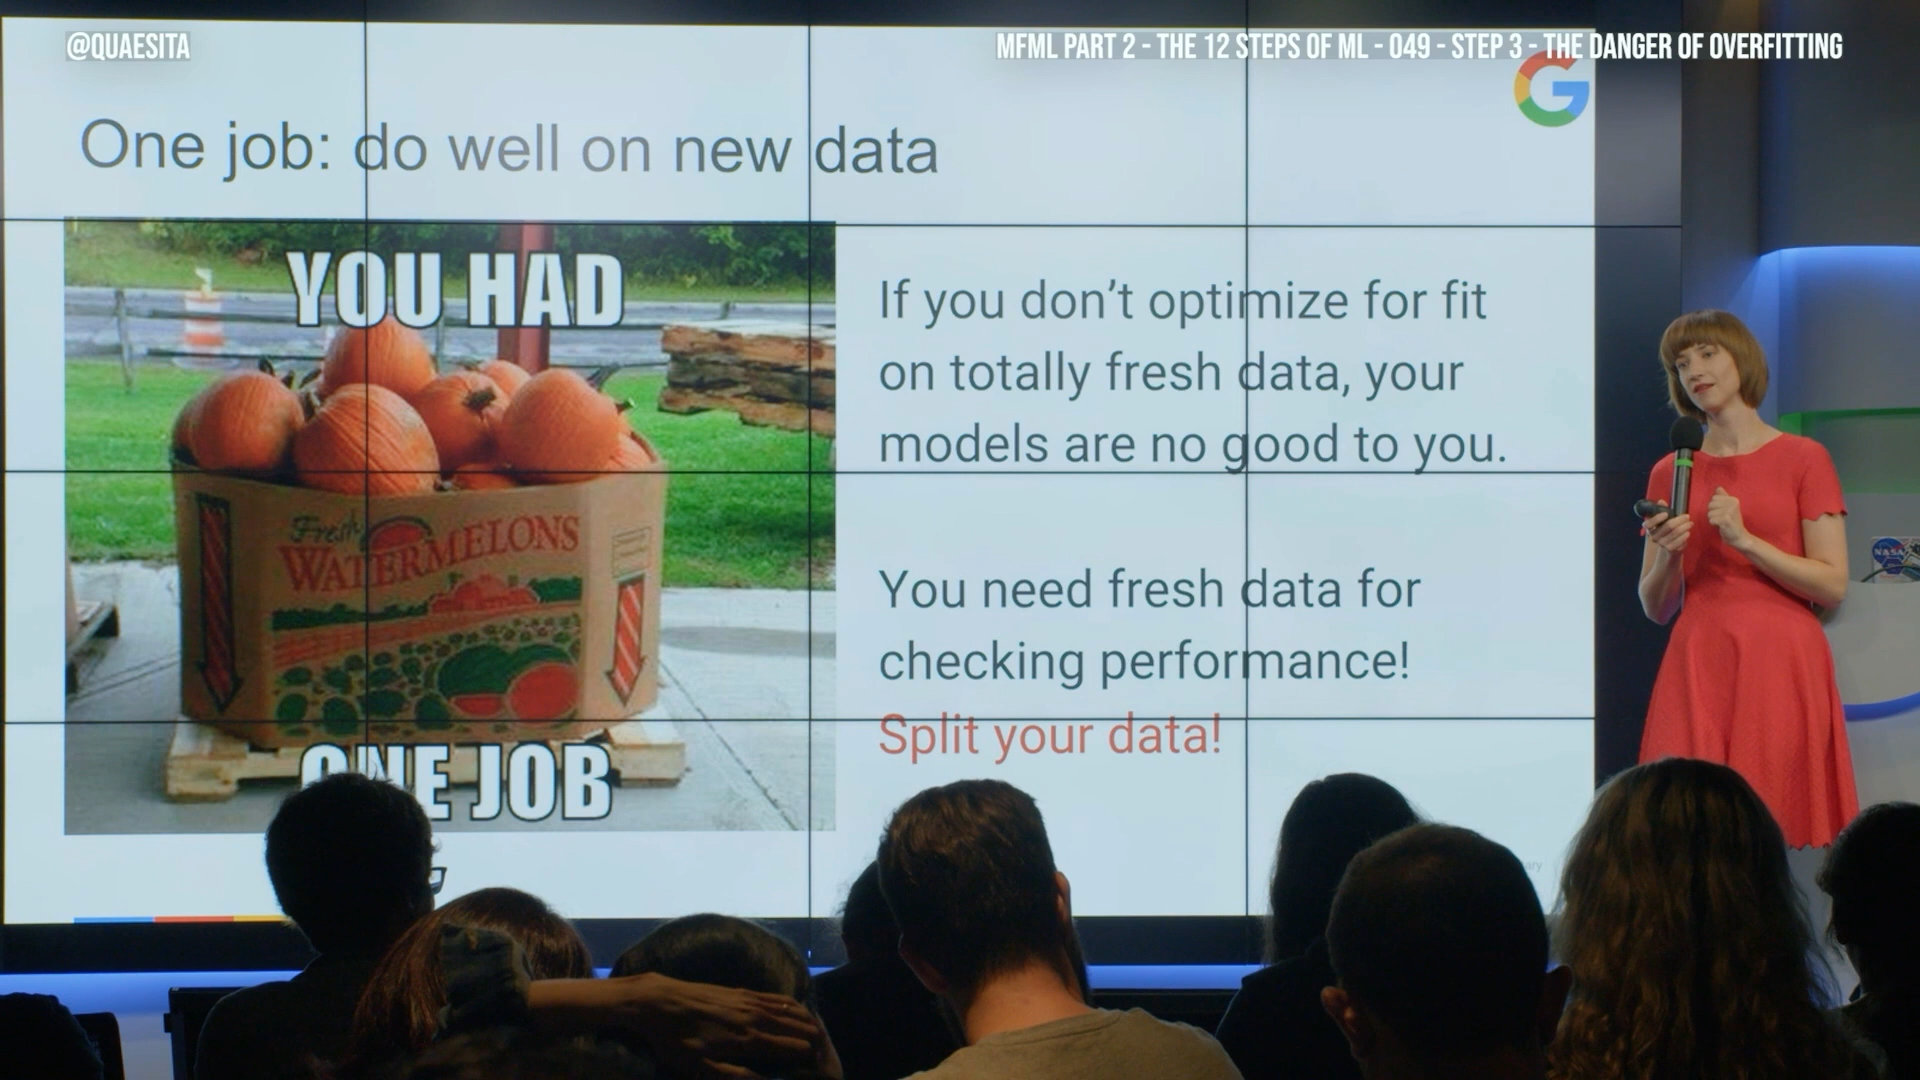 @QUAESITA
MFML PART 2 - THE 12 STEPS OF ML - 049 - STEP 3 - THE DANGER OF OVERFITTING
One job: do well on new data
YOU HAD
Fresh
WATERMELONS
ONE JOB
If you don't optimize for fit
on totally fresh data, your
models are no good to you.
You need fresh data for
checking performance!
Split your data!
NASA